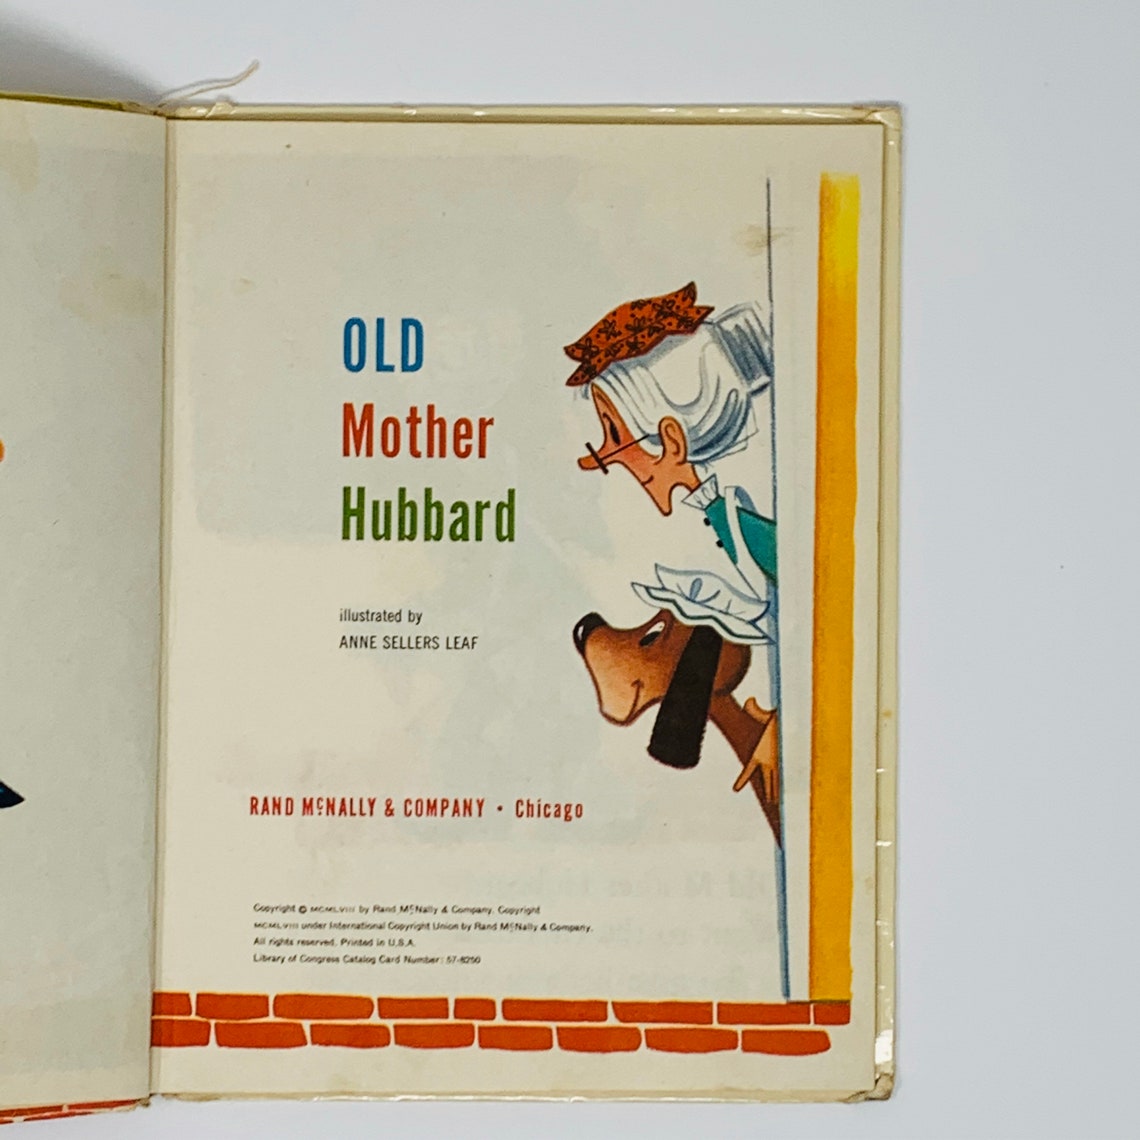 OLD
Mother
Hubbard
illustrated by
ANNE SELLERS LEAF
RAND McNALLY & COMPANY • Chicago
Copyright © MCMLVIII by Rand McNally & Company. Copyright
MCMLVIII under International Copyright Union by Rand McNally & Company.
All rights reserved. Printed in U.S.A.
Library of Congress Catalog Card Number: 57-8250